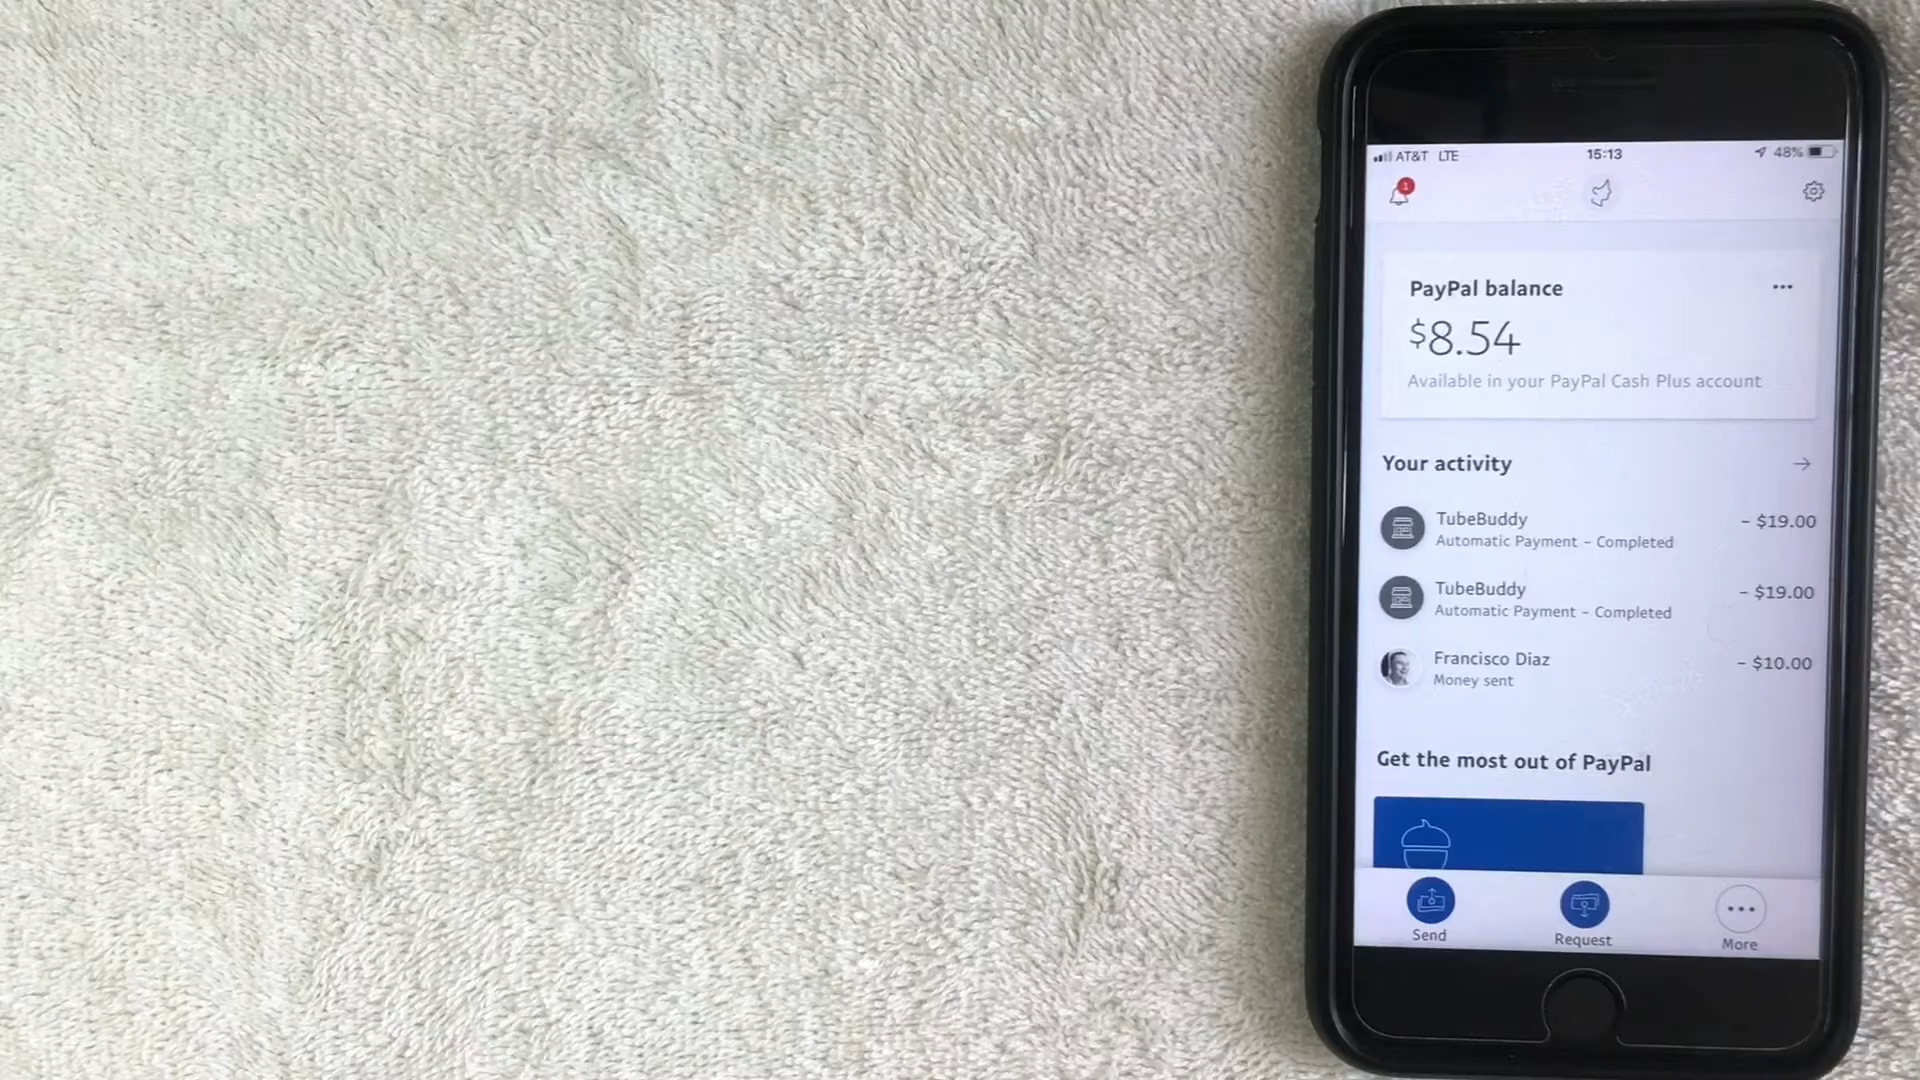 AT&T LTE 15:13 48%
1
PayPal balance
$8.54
Available in your PayPal Cash Plus account
Your activity
TubeBuddy - $19.00
Automatic Payment - Completed
TubeBuddy - $19.00
Automatic Payment - Completed
Francisco Diaz - $10.00
Money sent
Get the most out of PayPal
Send Request More